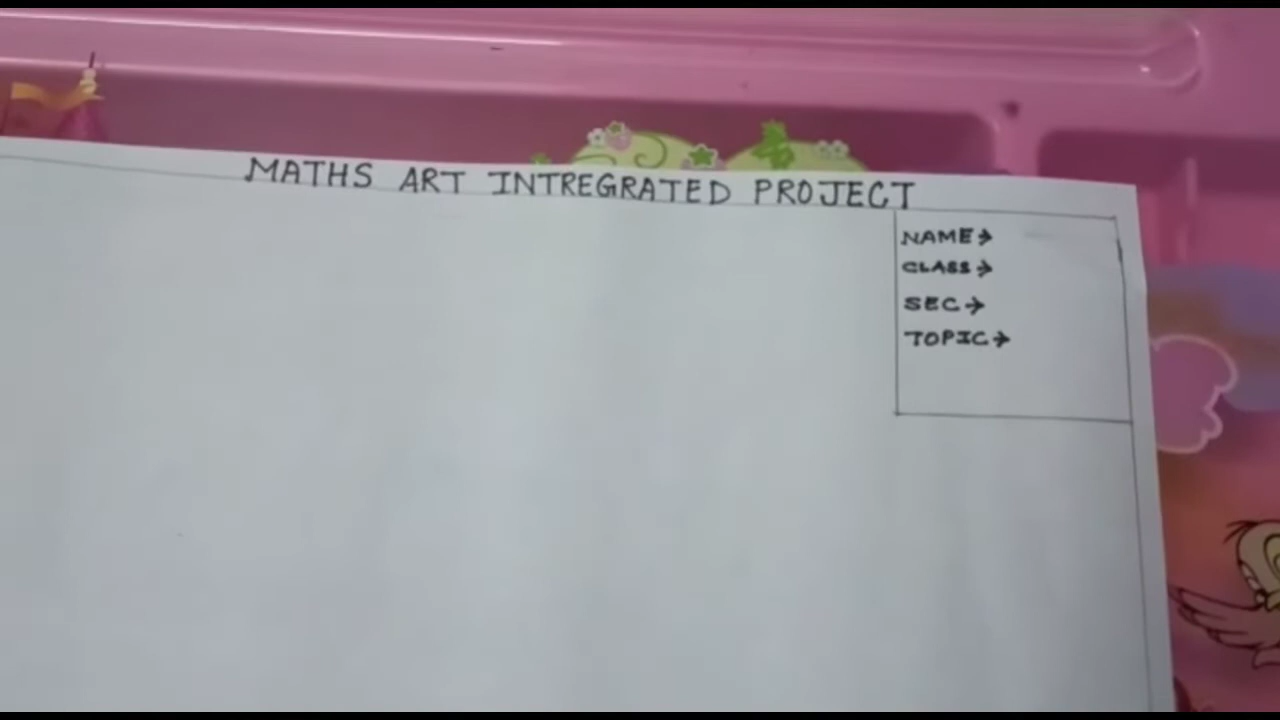 MATHS ART INTREGRATED PROJECT
NAME→
CLASS→
SEC→
TOPIC→